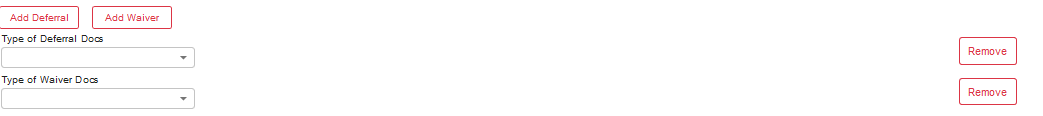 Add Deferral Add Waiver
Type of Deferral Docs
Remove
Type of Waiver Docs
Remove